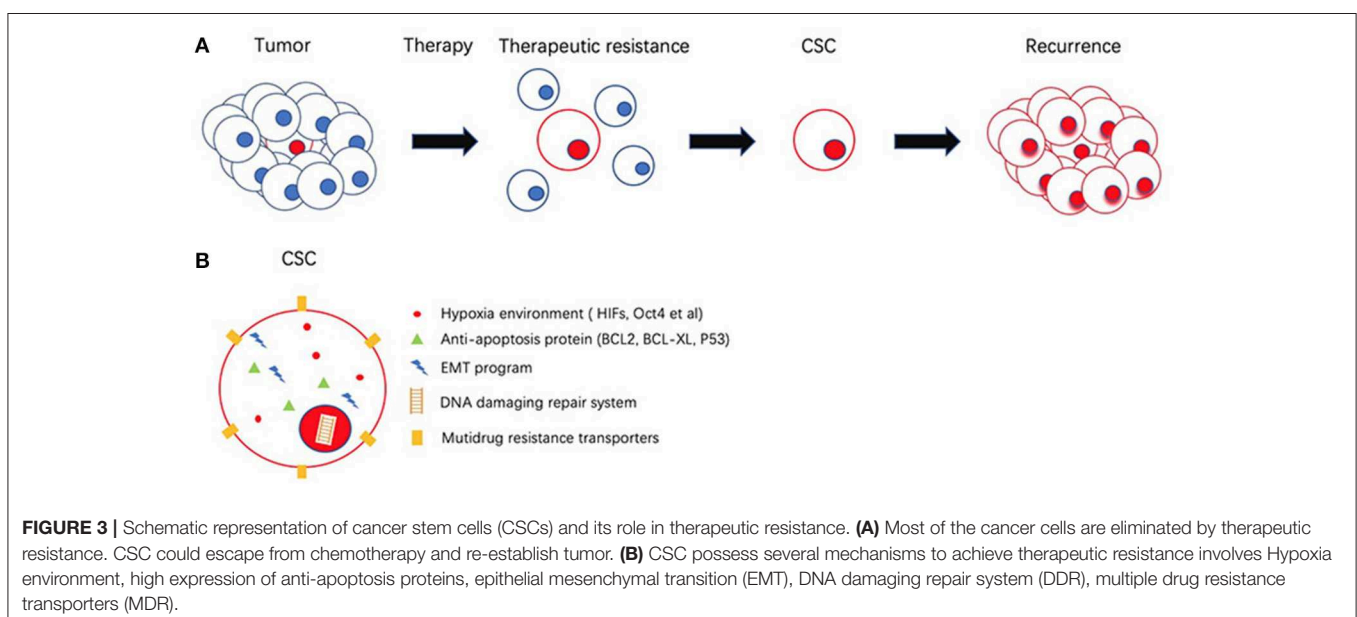 A Tumor Therapy Therapeutic resistance CSC Recurrence
B CSC
Hypoxia environment ( HIFs, Oct4 et al)
Anti-apoptosis protein (BCL2, BCL-XL, P53)
EMT program
DNA damaging repair system
Mutidrug resistance transporters
FIGURE 3 | Schematic representation of cancer stem cells (CSCs) and its role in therapeutic resistance. (A) Most of the cancer cells are eliminated by therapeutic
resistance. CSC could escape from chemotherapy and re-establish tumor. (B) CSC possess several mechanisms to achieve therapeutic resistance involves Hypoxia
environment, high expression of anti-apoptosis proteins, epithelial mesenchymal transition (EMT), DNA damaging repair system (DDR), multiple drug resistance
transporters (MDR).